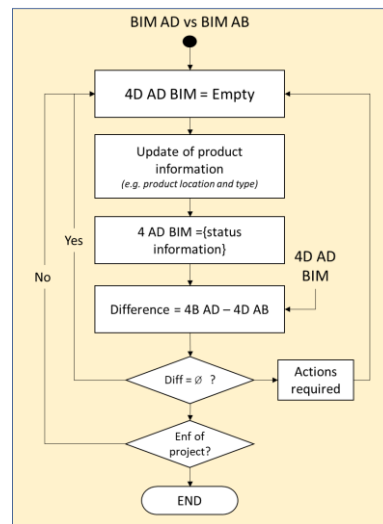 BIM AD vs BIM AB
4D AD BIM = Empty
Update of product
information
(e.g. product location and type)
4 AD BIM ={status
information}
Yes
No
4D AD
BIM
Difference = 4B AD – 4D AB
Diff = ∅ ?
Actions
required
Enf of
project?
END